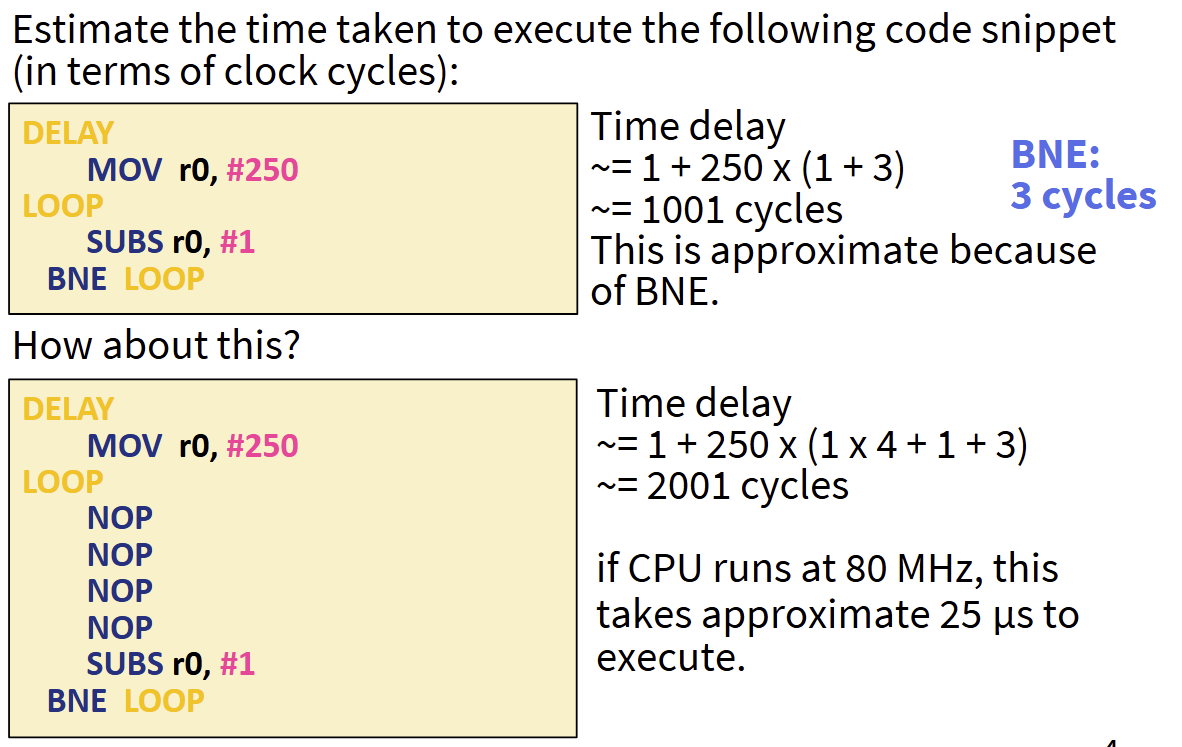 Estimate the time taken to execute the following code snippet
(in terms of clock cycles):
DELAY
MOV r0, #250
LOOP
SUBS r0, #1
BNE LOOP
Time delay
~= 1 + 250 x (1 + 3)
~= 1001 cycles
This is approximate because
of BNE.
BNE:
3 cycles
How about this?
DELAY
MOV r0, #250
LOOP
NOP
NOP
NOP
NOP
SUBS r0, #1
BNE LOOP
Time delay
~= 1 + 250 x (1 x 4 + 1 + 3)
~= 2001 cycles
if CPU runs at 80 MHz, this
takes approximate 25 µs to
execute.